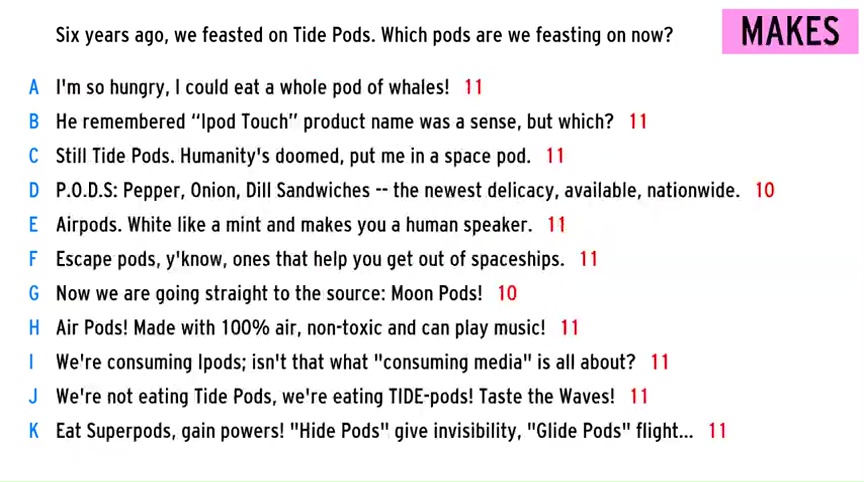 Six years ago, we feasted on Tide Pods. Which pods are we feasting on now?
MAKES
A I'm so hungry, I could eat a whole pod of whales! 11
B He remembered “Ipod Touch” product name was a sense, but which? 11
C Still Tide Pods. Humanity's doomed, put me in a space pod. 11
D P.O.D.S: Pepper, Onion, Dill Sandwiches -- the newest delicacy, available, nationwide. 10
E Airpods. White like a mint and makes you a human speaker. 11
F Escape pods, y'know, ones that help you get out of spaceships. 11
G Now we are going straight to the source: Moon Pods! 10
H Air Pods! Made with 100% air, non-toxic and can play music! 11
I We're consuming Ipods; isn't that what "consuming media" is all about? 11
J We're not eating Tide Pods, we're eating TIDE-pods! Taste the Waves! 11
K Eat Superpods, gain powers! "Hide Pods" give invisibility, "Glide Pods" flight... 11